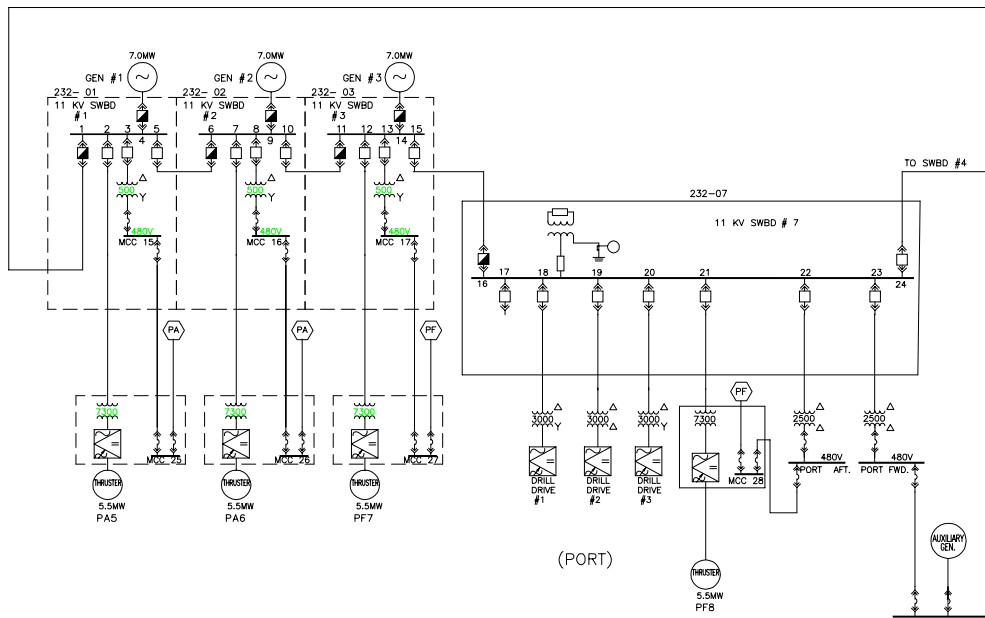 7.0MW
7.0MW
7.0MW
GEN #1
GEN #2
GEN #3
232- 01
232- 02
232-03
11 KV SWBD
#1
11 KV SWBD
#2
11 KV SWBD
#3
1 2 3 5
4
6 7 8 10
9
11 12 13 15
14
500 Y
500 Y
500 Y
480V
MCC 15
480V
MCC 16
480V
MCC 17
TO SWBD #4
232-07
11 KV SWBD # 7
16
17 18 19 20 21 22 23
24
PA
PA
PF
PF
7300
7300
7300
MCC 25
MCC 26
MCC 27
THRUSTER
THRUSTER
THRUSTER
5.5MW
PA5
5.5MW
PA6
5.5MW
PF7
3000 Y
3000
3000 Y
7300
2500
2500
DRILL
DRIVE
#1
DRILL
DRIVE
#2
DRILL
DRIVE
#3
MCC 28
480V
PORT AFT.
480V
PORT FWD.
(PORT)
THRUSTER
5.5MW
PF8
AUXILIARY
GEN.